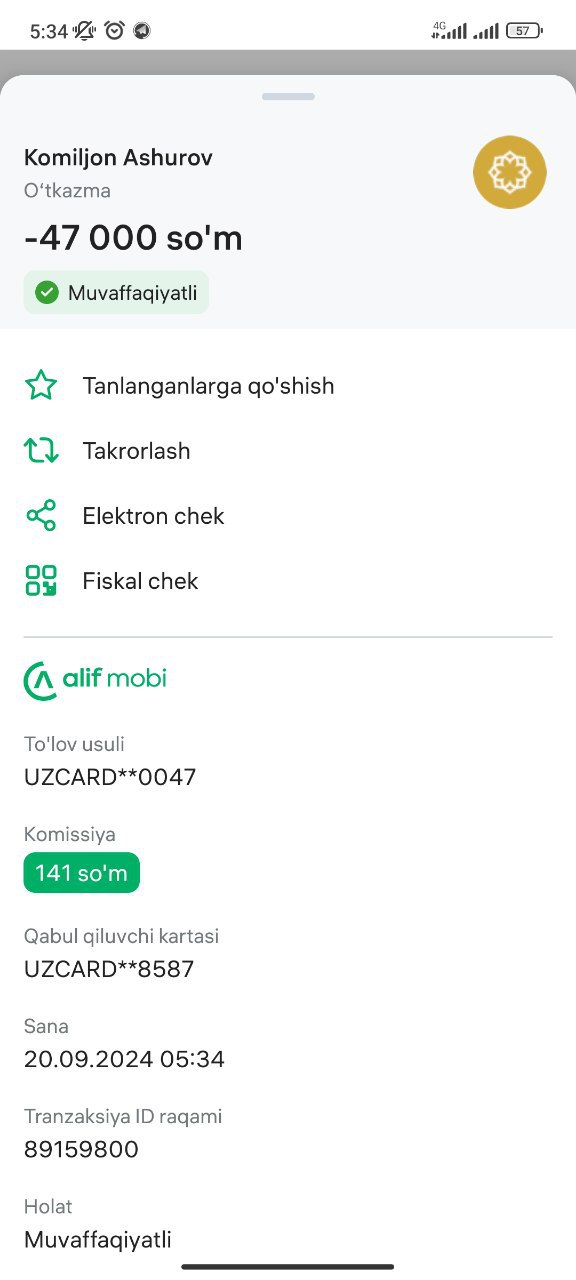 5:34
4G
57
Komiljon Ashurov
O‘tkazma
-47 000 so'm
Muvaffaqiyatli
Tanlanganlarga qo'shish
Takrorlash
Elektron chek
Fiskal chek
alif mobi
To'lov usuli
UZCARD**0047
Komissiya
141 so'm
Qabul qiluvchi kartasi
UZCARD**8587
Sana
20.09.2024 05:34
Tranzaksiya ID raqami
89159800
Holat
Muvaffaqiyatli